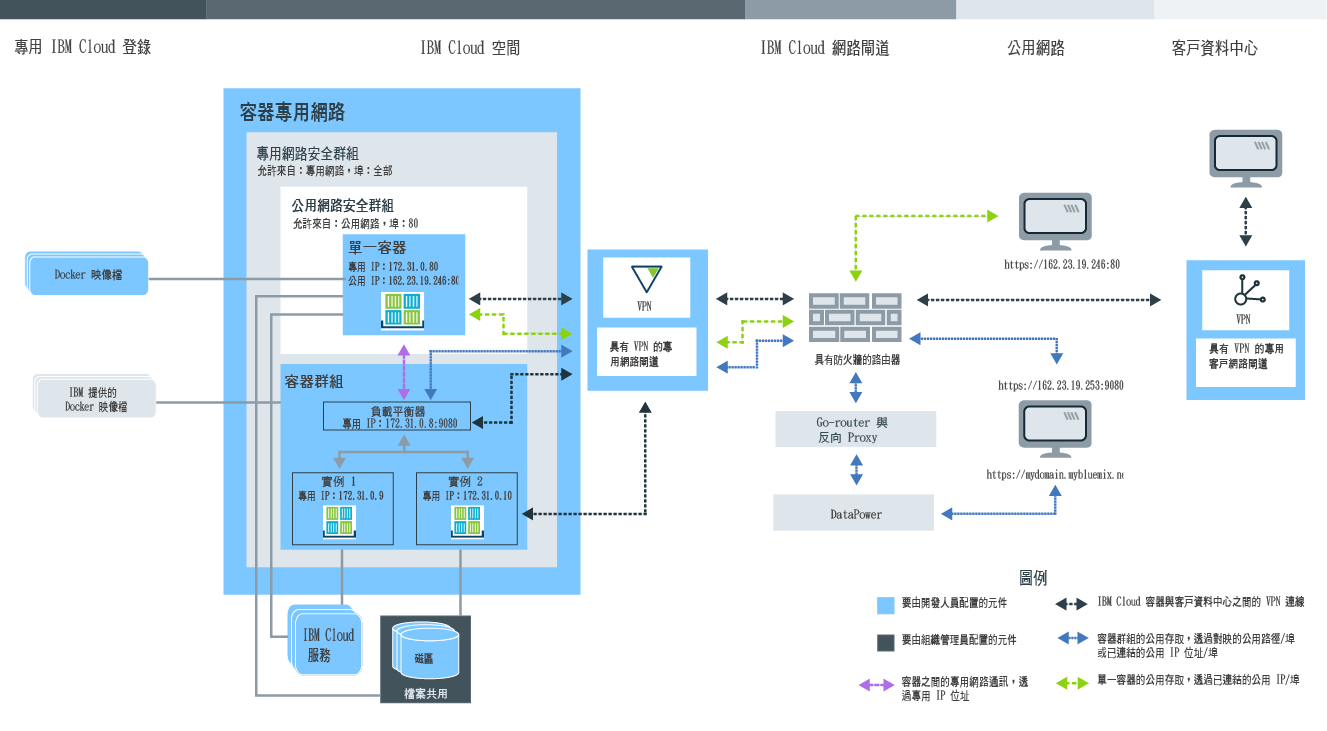 專用 IBM Cloud 登錄
IBM Cloud 空間
IBM Cloud 網路閘道
公用網路
客戶資料中心
容器專用網路
專用網路安全群組
允許來自：專用網路，埠：全部
公用網路安全群組
允許來自：公用網路，埠：80
單一容器
專用 IP：172.31.0.80
公用 IP：162.23.19.246:80
Docker 映像檔
IBM 提供的
Docker 映像檔
容器群組
負載平衡器
專用 IP：172.31.0.8:9080
實例 1
專用 IP：172.31.0.9
實例 2
專用 IP：172.31.0.10
IBM Cloud
服務
磁區
檔案共用
VPN
具有 VPN 的專
用網路閘道
具有防火牆的路由器
Go-router 與
反向 Proxy
DataPower
https://162.23.19.246:80
https://162.23.19.253:9080
https://mydomain.mybluemix.ne
VPN
具有 VPN 的專用
客戶網路閘道
圖例
要由開發人員配置的元件
要由組織管理員配置的元件
容器之間的專用網路通訊，透
過專用 IP 位址
IBM Cloud 容器與客戶資料中心之間的 VPN 連線
容器群組的公用存取，透過對映的公用路徑/埠
或已連結的公用 IP 位址/埠
單一容器的公用存取，透過已連結的公用 IP/埠